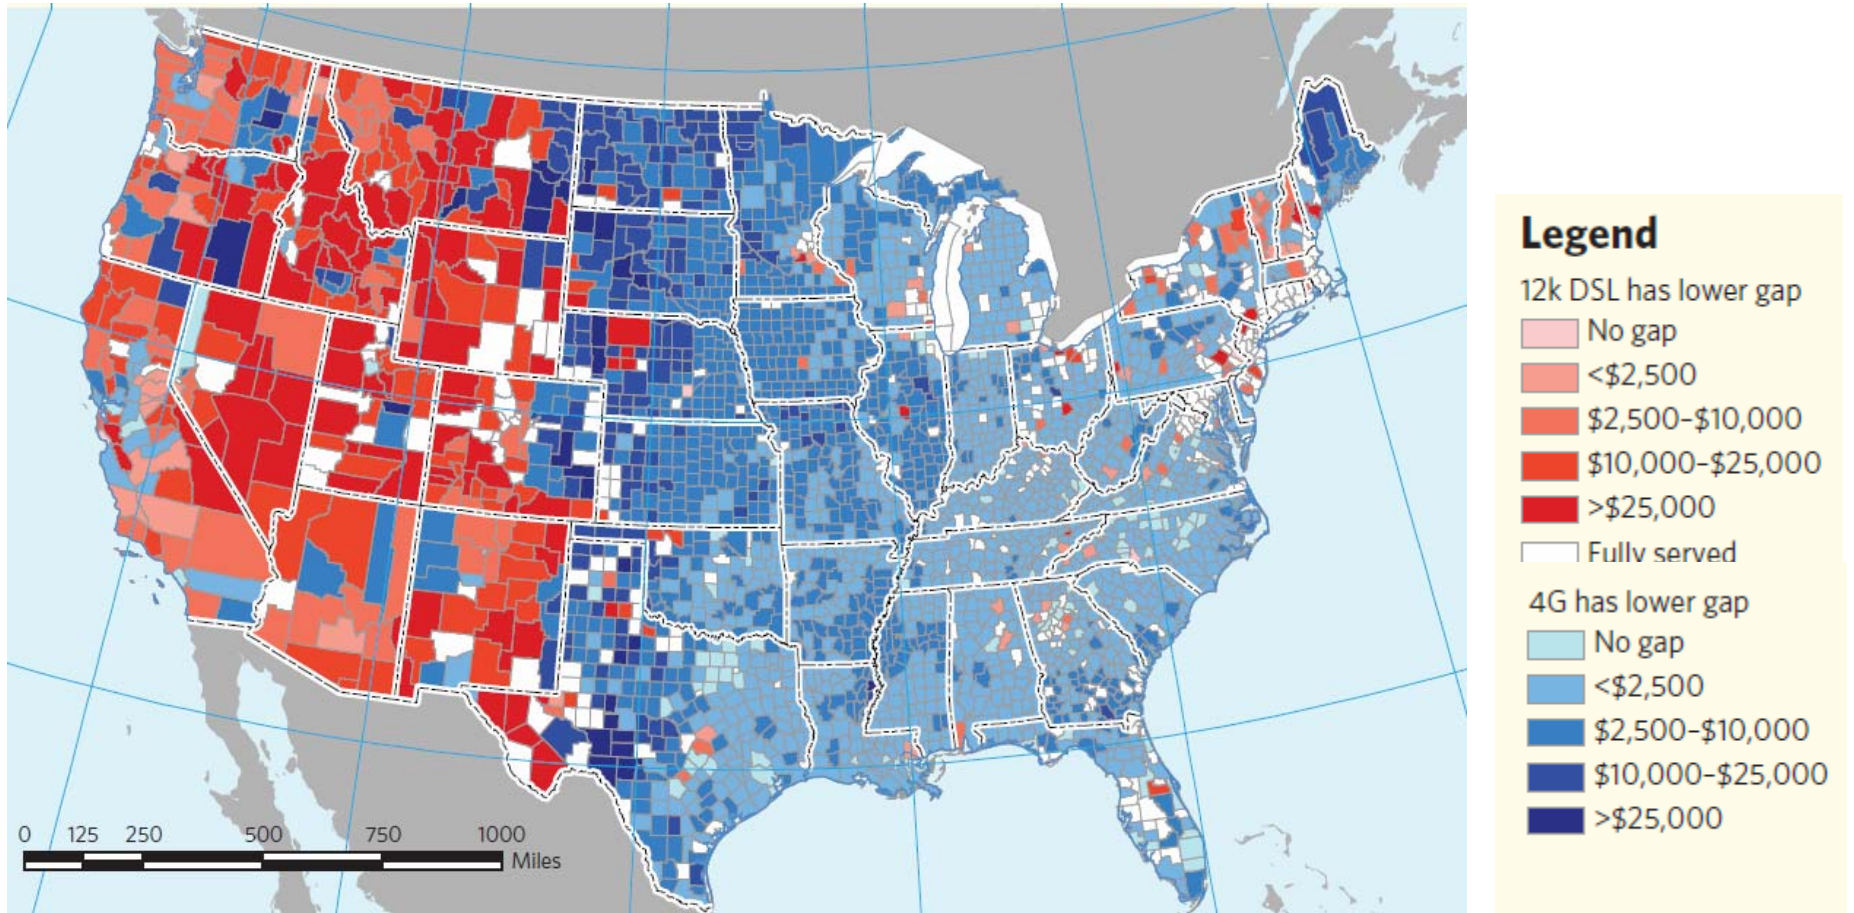 Legend
12k DSL has lower gap
No gap
<$2,500
$2,500–$10,000
$10,000–$25,000
>$25,000
Fully served
4G has lower gap
No gap
<$2,500
$2,500–$10,000
$10,000–$25,000
>$25,000
0 125 250 500 750 1000
Miles